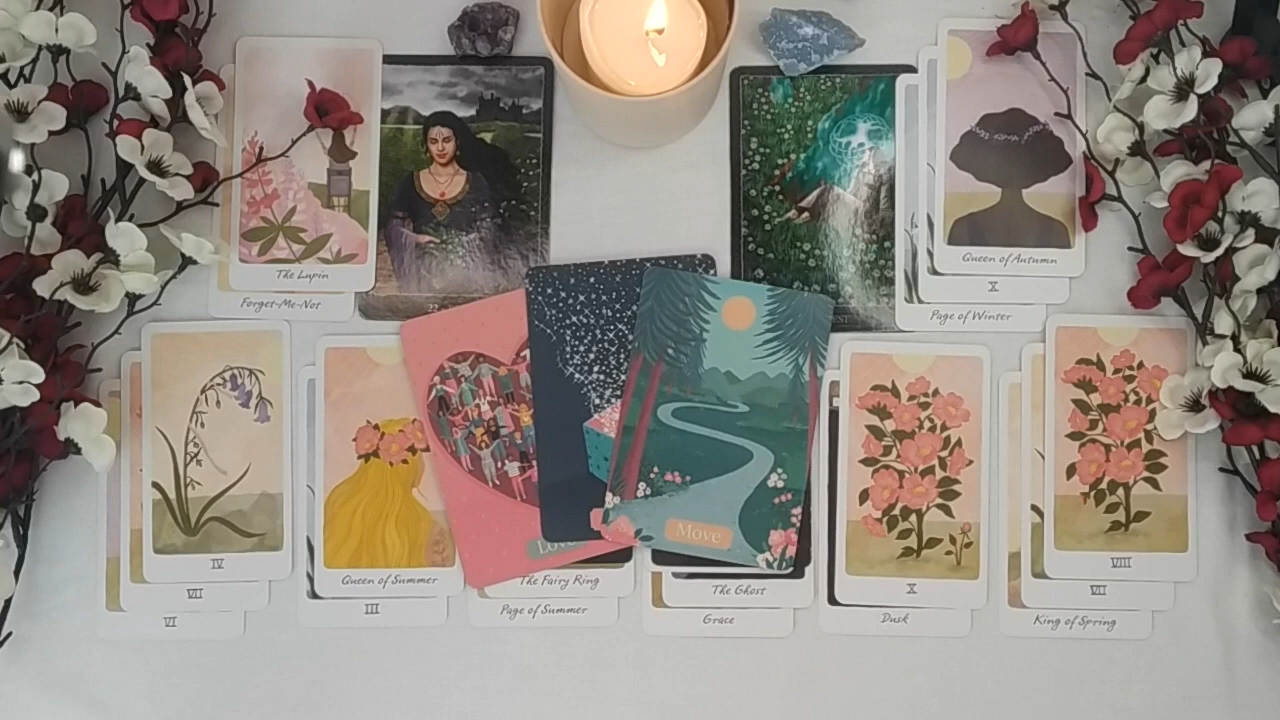 The Lupin
Forget-Me-Not
22
Queen of Autumn
X
Page of Winter
IV
VII
VI
Queen of Summer
III
The Fairy Ring
Page of Summer
Move
The Ghost
Grace
X
Dusk
VIII
VII
King of Spring